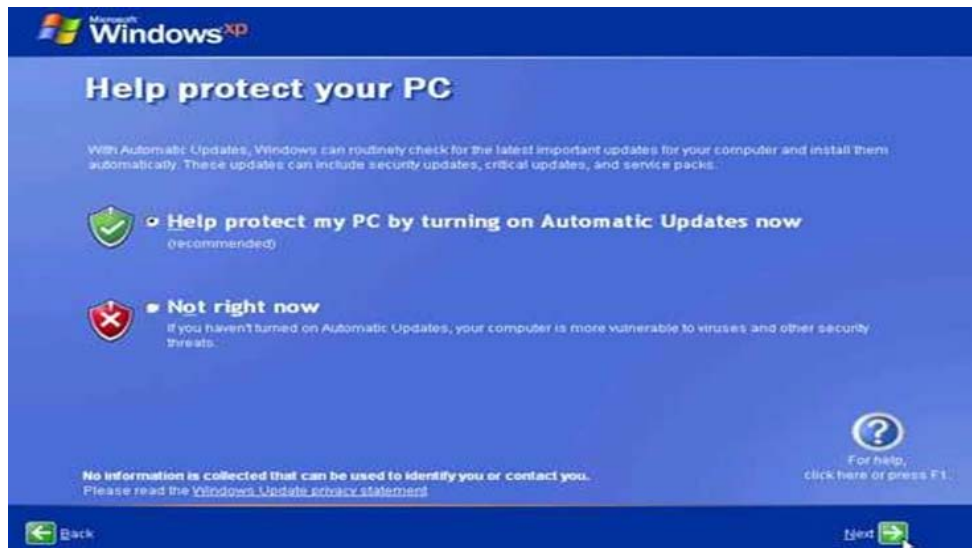 Microsoft
Windows xp
Help protect your PC
With Automatic Updates, Windows can routinely check for the latest important updates for your computer and install them
automatically. These updates can include security updates, critical updates, and service packs.
Help protect my PC by turning on Automatic Updates now
(recommended)
Not right now
If you haven't turned on Automatic Updates, your computer is more vulnerable to viruses and other security
threats.
For help,
click here or press F1.
No information is collected that can be used to identify you or contact you.
Please read the Windows Update privacy statement
Back
Next